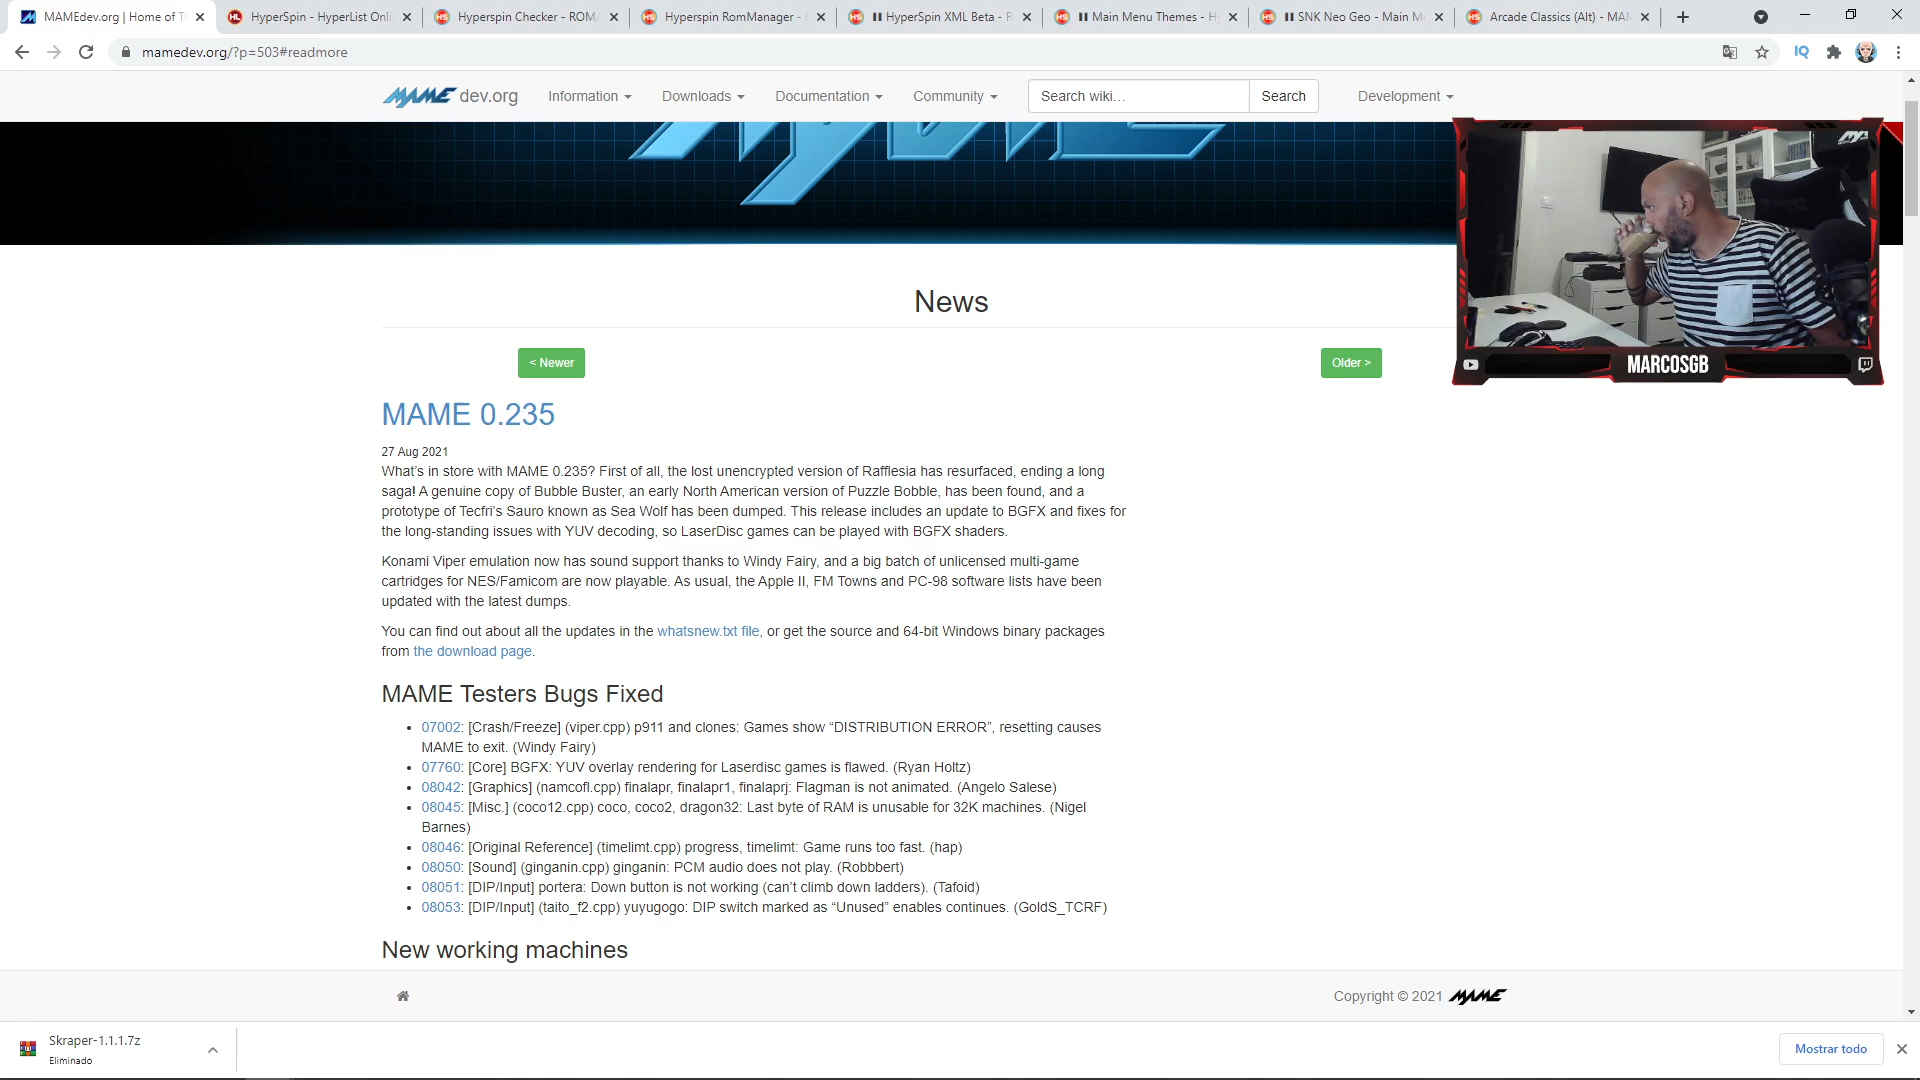 MAMEdev.org | Home of T
HyperSpin - HyperList Onli
Hyperspin Checker - ROM/
Hyperspin RomManager -
HyperSpin XML Beta - R
Main Menu Themes - Hy
SNK Neo Geo - Main M
Arcade Classics (Alt) - MAM
mamedev.org/?p=503#readmore
IQ
MAME dev.org
Information
Downloads
Documentation
Community
Search wiki...
Search
Development
MAME
News
< Newer
Older >
MARCOSGB
MAME 0.235
27 Aug 2021
What's in store with MAME 0.235? First of all, the lost unencrypted version of Rafflesia has resurfaced, ending a long
saga! A genuine copy of Bubble Buster, an early North American version of Puzzle Bobble, has been found, and a
prototype of Tecfri's Sauro known as Sea Wolf has been dumped. This release includes an update to BGFX and fixes for
the long-standing issues with YUV decoding, so LaserDisc games can be played with BGFX shaders.
Konami Viper emulation now has sound support thanks to Windy Fairy, and a big batch of unlicensed multi-game
cartridges for NES/Famicom are now playable. As usual, the Apple II, FM Towns and PC-98 software lists have been
updated with the latest dumps.
You can find out about all the updates in the whatsnew.txt file, or get the source and 64-bit Windows binary packages
from the download page.
MAME Testers Bugs Fixed
• 07002: [Crash/Freeze] (viper.cpp) p911 and clones: Games show “DISTRIBUTION ERROR”, resetting causes
MAME to exit. (Windy Fairy)
• 07760: [Core] BGFX: YUV overlay rendering for Laserdisc games is flawed. (Ryan Holtz)
• 08042: [Graphics] (namcofl.cpp) finalapr, finalapr1, finalaprj: Flagman is not animated. (Angelo Salese)
• 08045: [Misc.] (coco12.cpp) coco, coco2, dragon32: Last byte of RAM is unusable for 32K machines. (Nigel
Barnes)
• 08046: [Original Reference] (timelimt.cpp) progress, timelimt: Game runs too fast. (hap)
• 08050: [Sound] (ginganin.cpp) ginganin: PCM audio does not play. (Robbbert)
• 08051: [DIP/Input] portera: Down button is not working (can't climb down ladders). (Tafoid)
• 08053: [DIP/Input] (taito_f2.cpp) yuyugogo: DIP switch marked as “Unused” enables continues. (GoldS_TCRF)
New working machines
Copyright © 2021 MAME
Skraper-1.1.1.7z
Eliminado
Mostrar todo